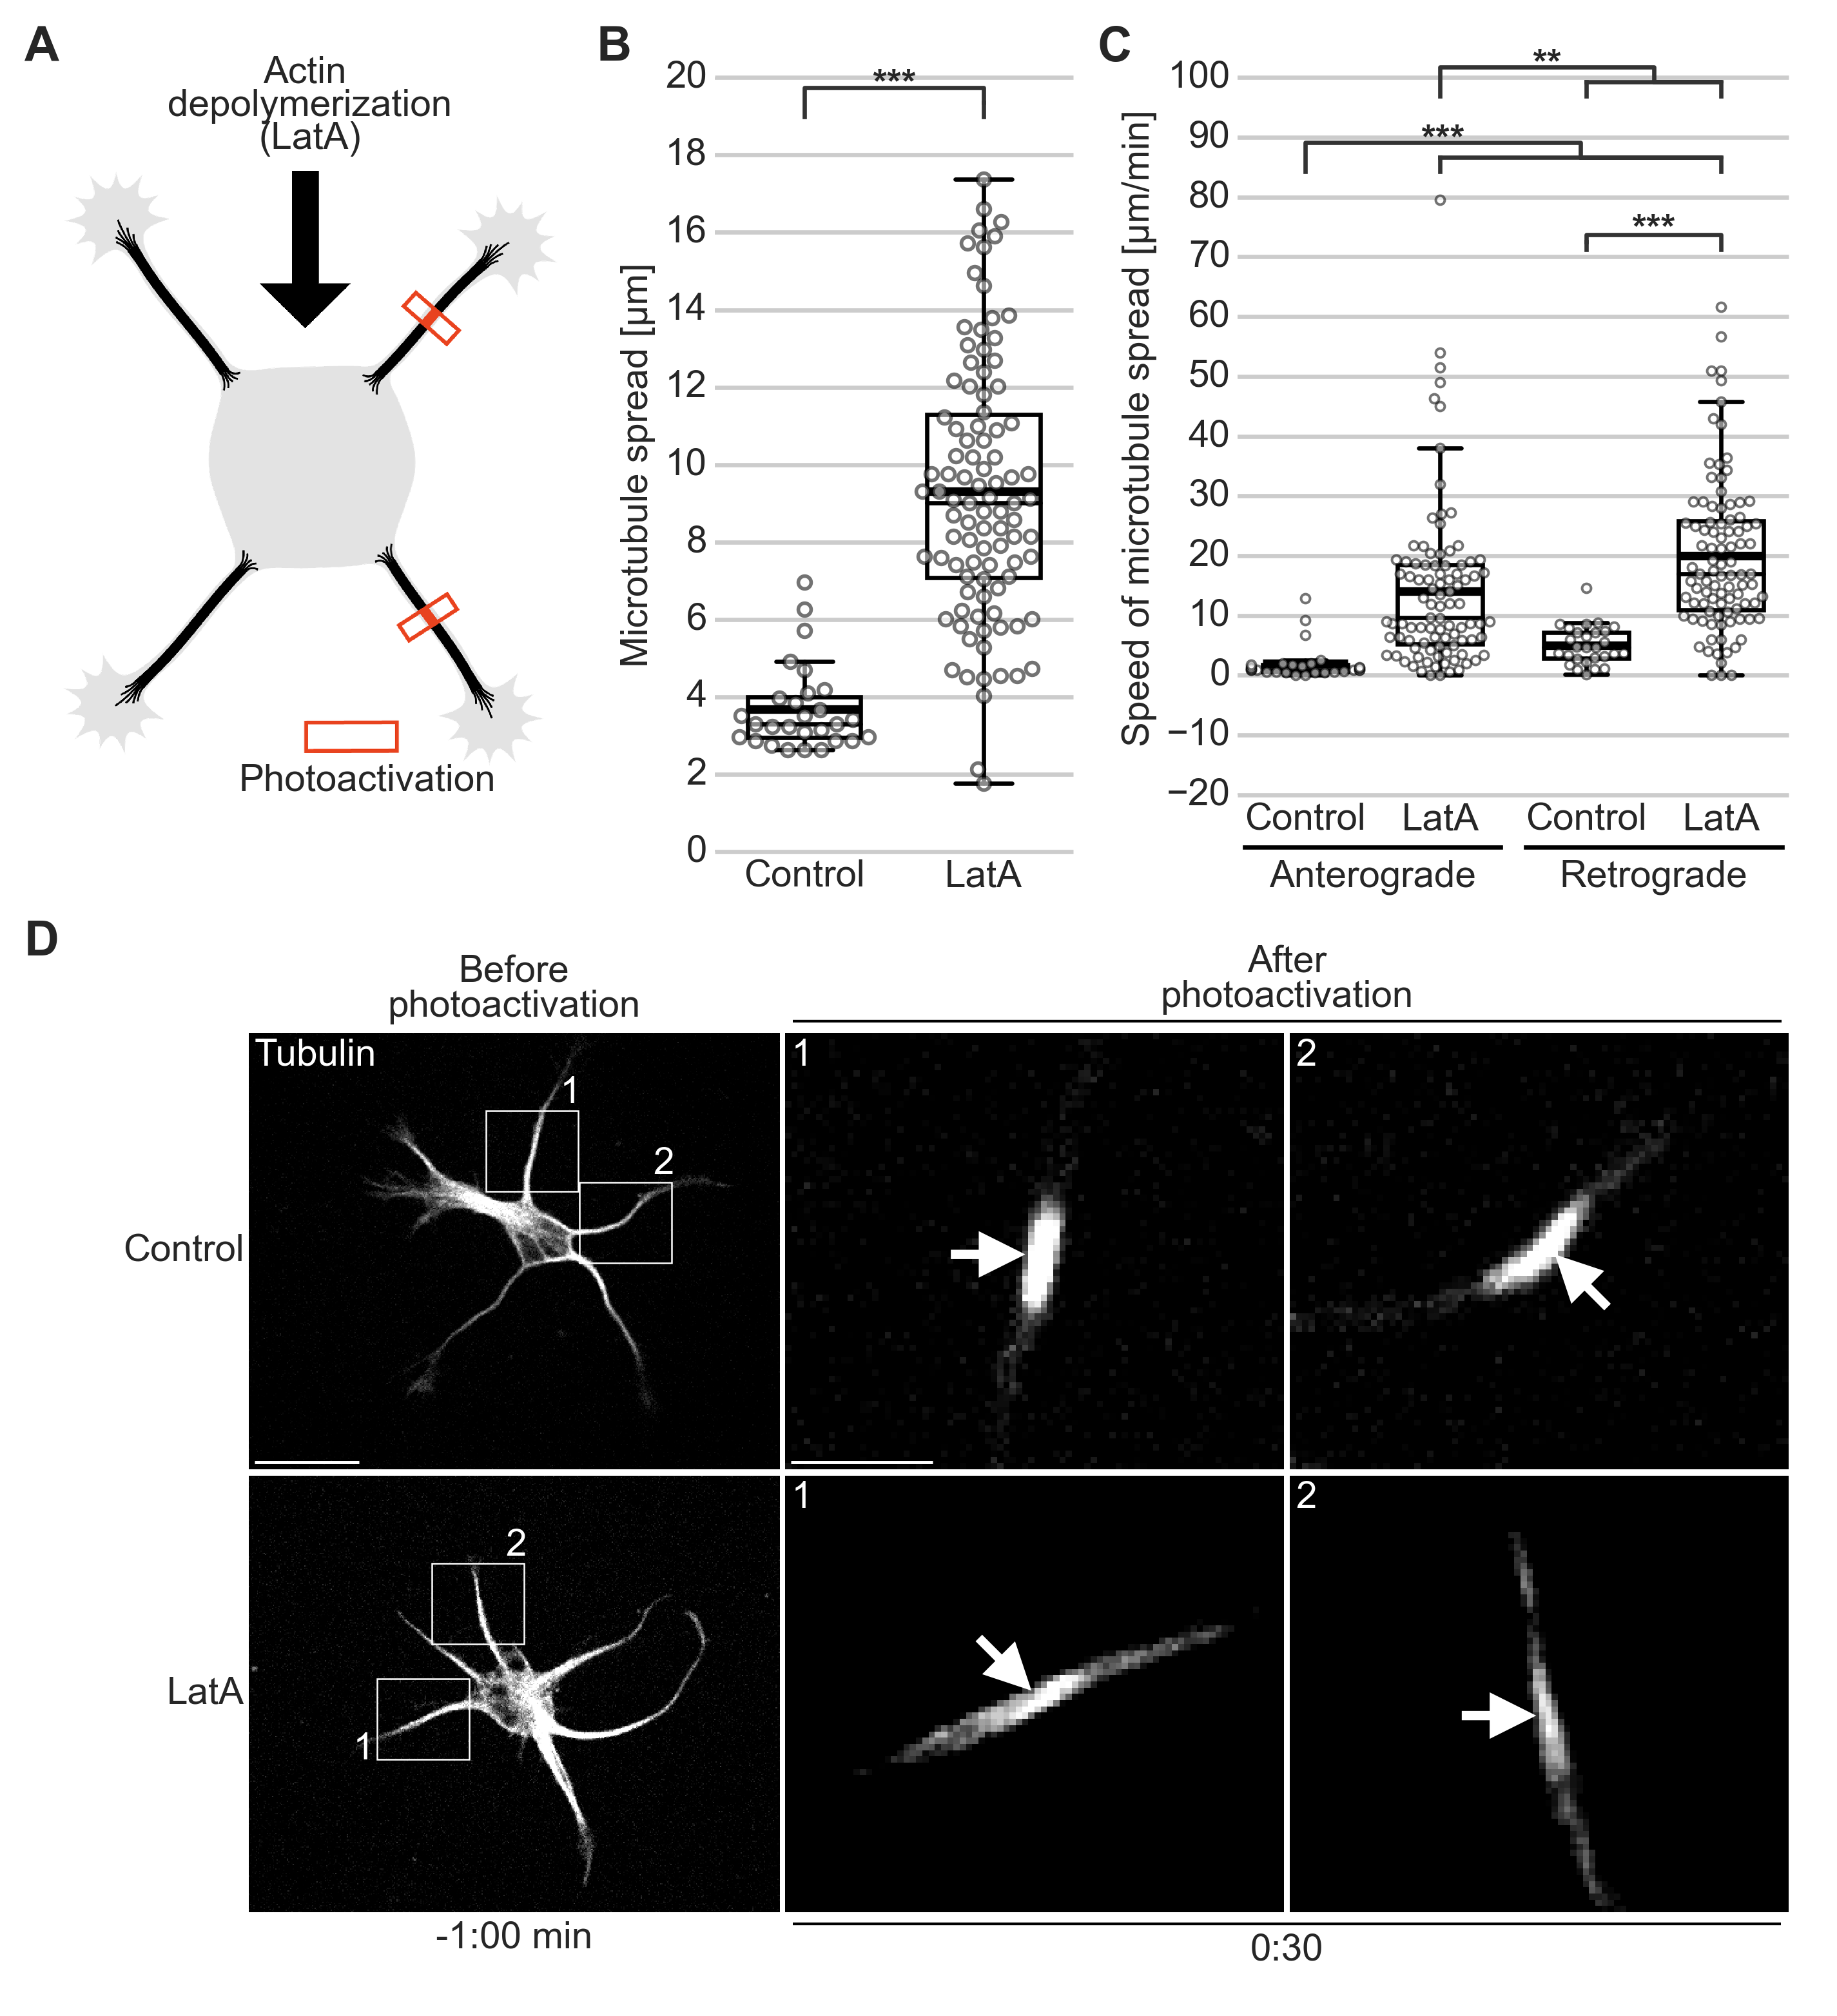 A
Actin
depolymerization
(LatA)
Photoactivation
B
Microtubule spread [µm]
20
18
16
14
12
10
8
6
4
2
0
***
Control
LatA
C
Speed of microtubule spread [µm/min]
100
90
80
70
60
50
40
30
20
10
0
−10
−20
**
***
***
Control
LatA
Control
LatA
Anterograde
Retrograde
D
Before
photoactivation
After
photoactivation
Control
Tubulin
1
2
1
2
LatA
2
1
1
2
-1:00 min
0:30